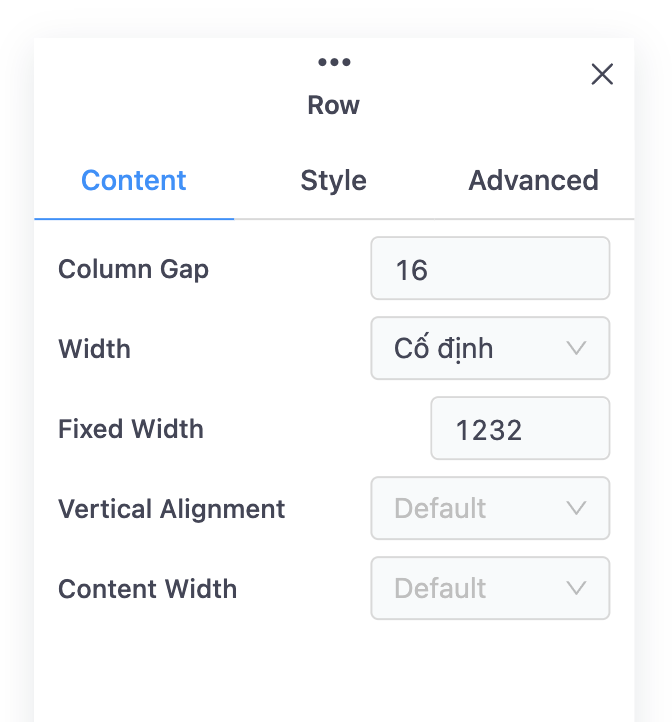 Row
Content Style Advanced
Column Gap 16
Width Cố định
Fixed Width 1232
Vertical Alignment Default
Content Width Default